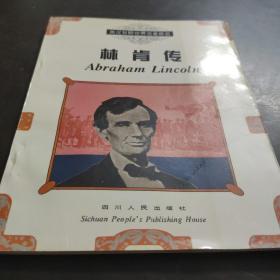 林肯传
Abraham Lincoln
四川人民出版社
Sichuan People's Publishing House